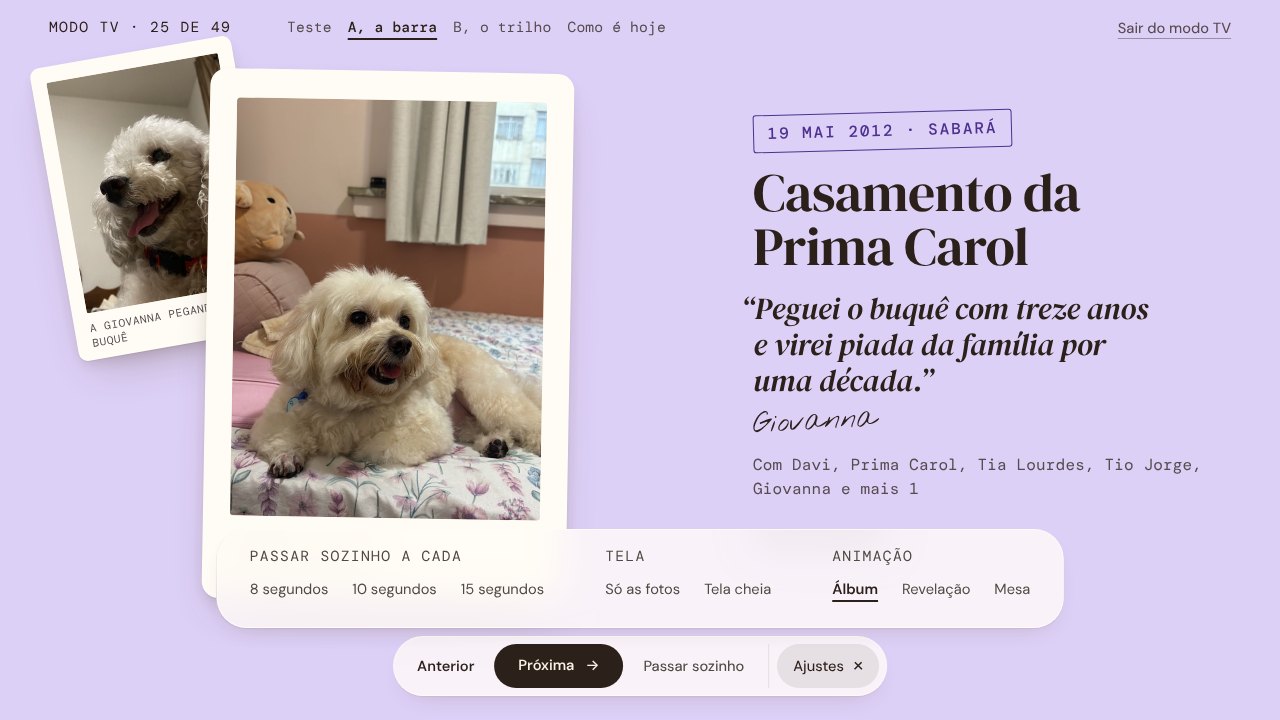 MODO TV · 25 DE 49
Teste A, a barra B, o trilho Como é hoje
Sair do modo TV
A GIOVANNA PEGAND
BUQUÊ
19 MAI 2012 · SABARÁ
Casamento da
Prima Carol
“Peguei o buquê com treze anos
e virei piada da família por
uma década.”
Giovanna
Com Davi, Prima Carol, Tia Lourdes, Tio Jorge,
Giovanna e mais 1
PASSAR SOZINHO A CADA
8 segundos 10 segundos 15 segundos
TELA
Só as fotos Tela cheia
ANIMAÇÃO
Álbum Revelação Mesa
Anterior Próxima → Passar sozinho Ajustes ✕